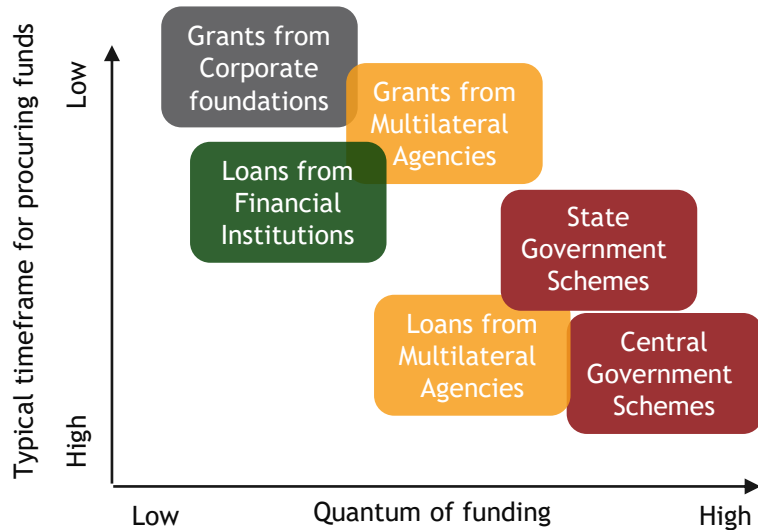 Typical timeframe for procuring funds
Low
High
Grants from
Corporate
foundations
Grants from
Multilateral
Agencies
Loans from
Financial
Institutions
State
Government
Schemes
Loans from
Multilateral
Agencies
Central
Government
Schemes
Low
Quantum of funding
High